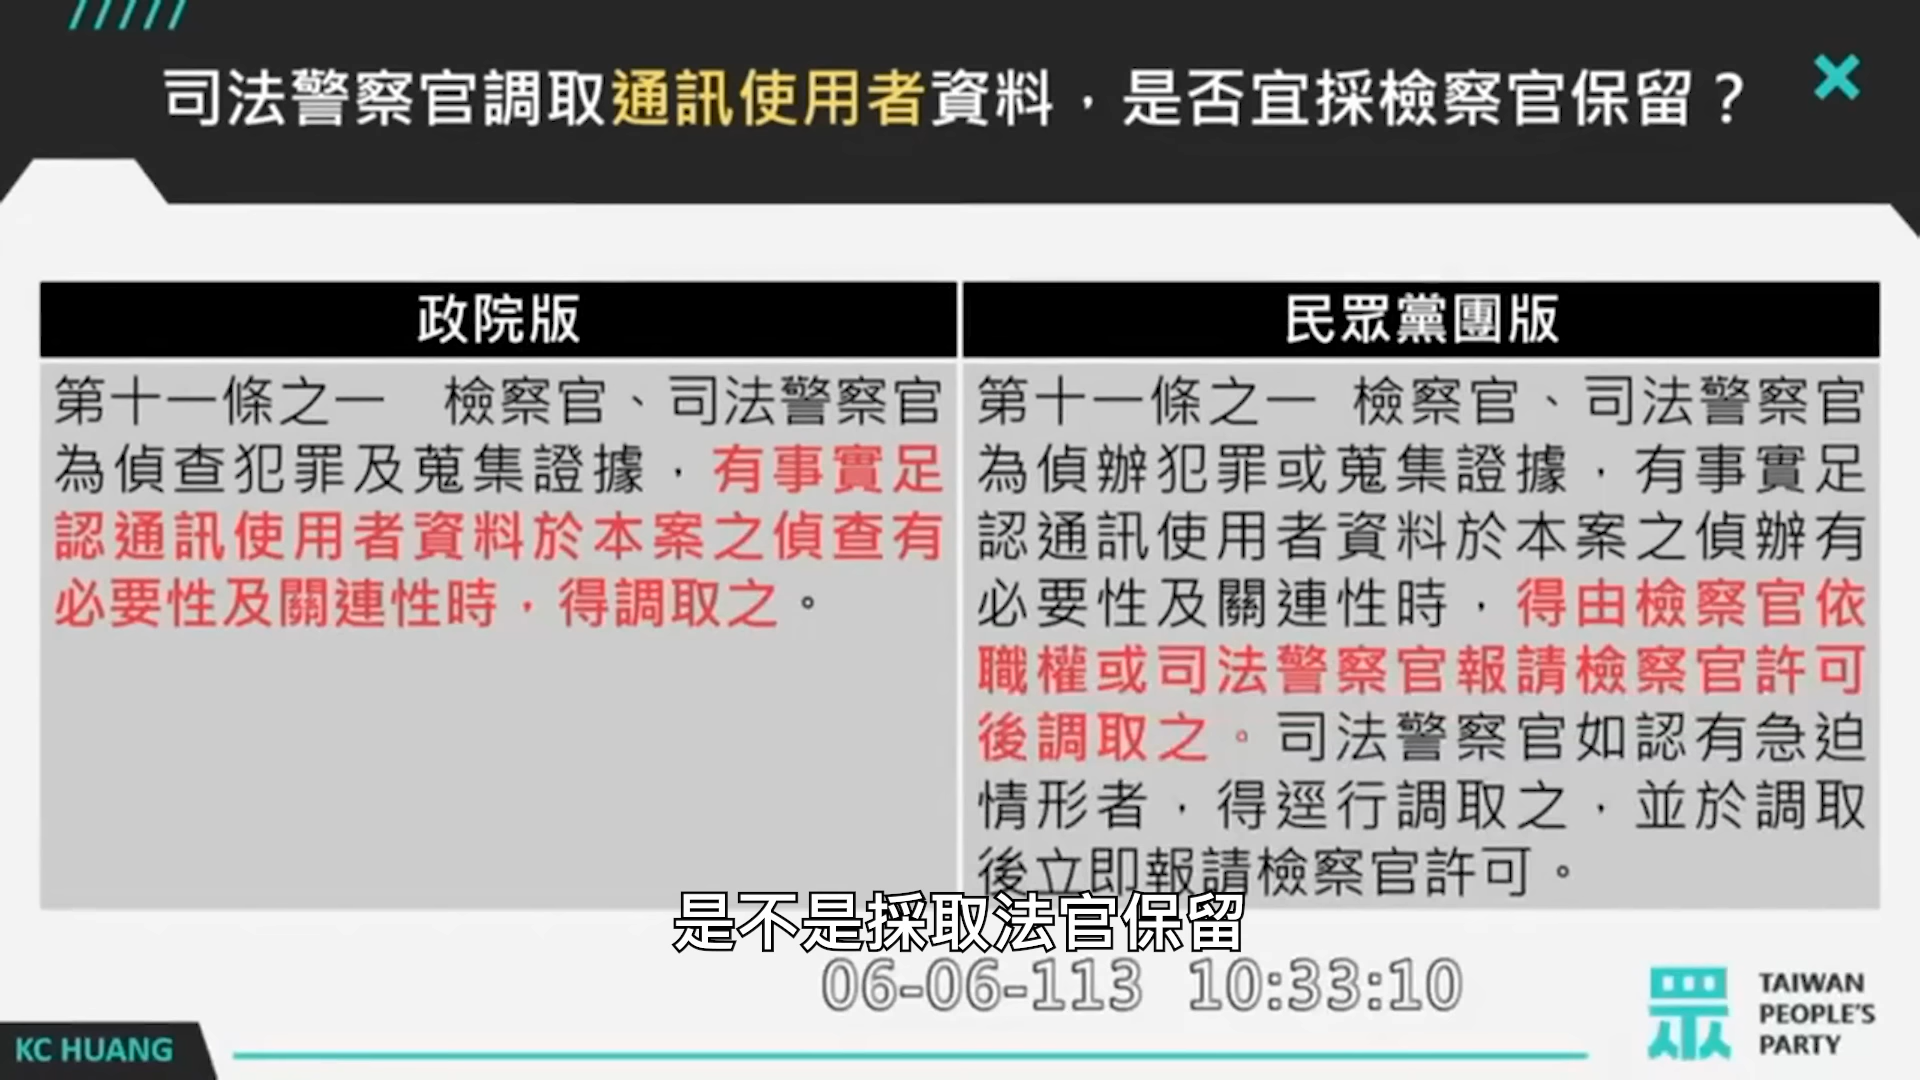 司法警察官調取通訊使用者資料，是否宜採檢察官保留？
政院版
第十一條之一　檢察官、司法警察官
為偵查犯罪及蒐集證據，有事實足
認通訊使用者資料於本案之偵查有
必要性及關連性時，得調取之。
民眾黨團版
第十一條之一 檢察官、司法警察官
為偵辦犯罪或蒐集證據，有事實足
認通訊使用者資料於本案之偵辦有
必要性及關連性時，得由檢察官依
職權或司法警察官報請檢察官許可
後調取之。司法警察官如認有急迫
情形者，得逕行調取之，並於調取
後立即報請檢察官許可。
是不是採取法官保留
06-06-113 10:33:10
KC HUANG
眾
TAIWAN
PEOPLE'S
PARTY